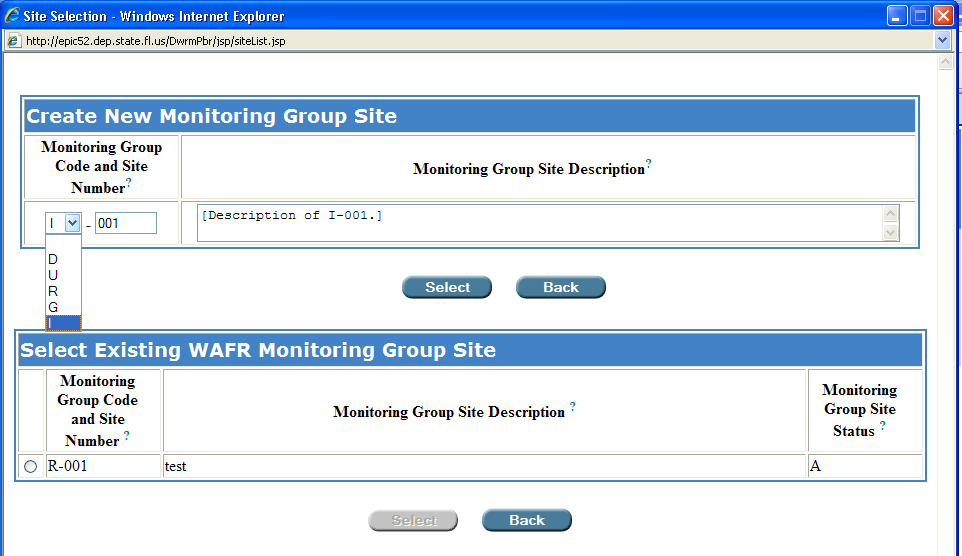 Site Selection - Windows Internet Explorer
http://epic52.dep.state.fl.us/DwrmPbr/jsp/siteList.jsp
Create New Monitoring Group Site
Monitoring Group
Code and Site
Number?
Monitoring Group Site Description?
I - 001
[Description of I-001.]
D
U
R
G
I
Select Back
Select Existing WAFR Monitoring Group Site
Monitoring
Group Code
and Site
Number ?
Monitoring Group Site Description ?
Monitoring
Group Site
Status ?
R-001 test A
Select Back